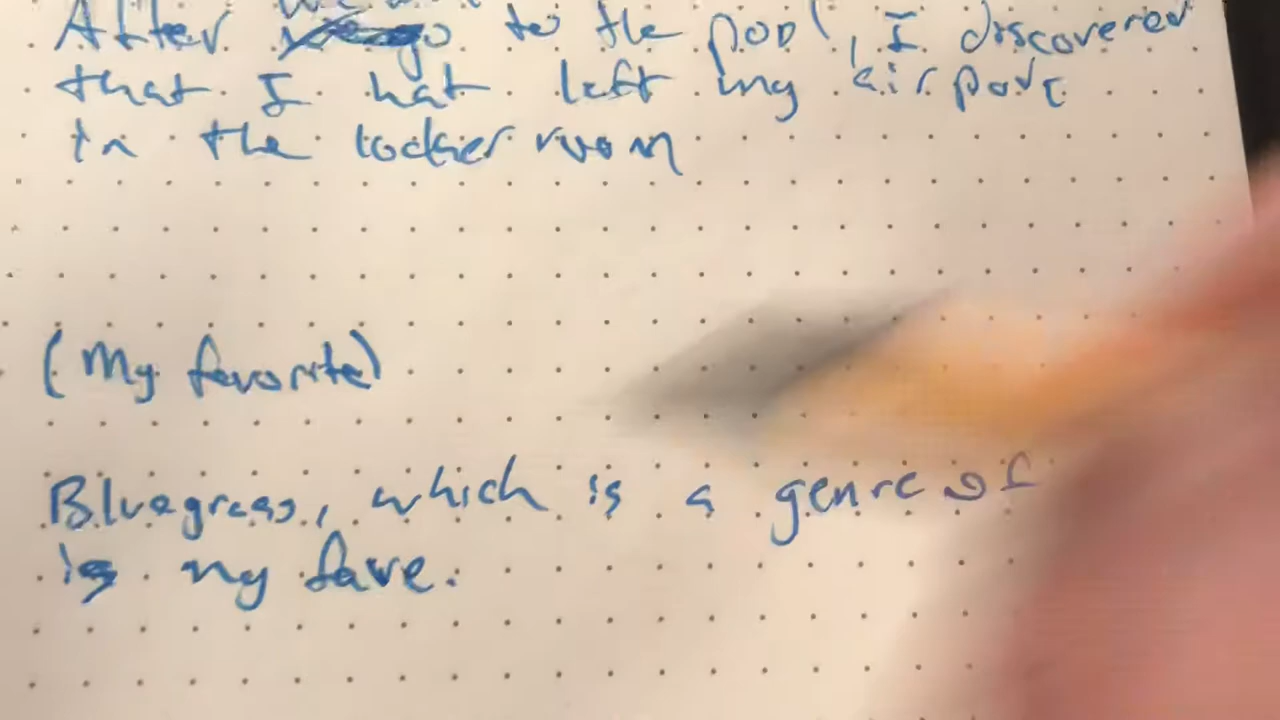 After go to the pool, I discovered
that I hat left my airpods
in the locker room
(My favorite)
Bluegrass, which is a genre of
is my fave.